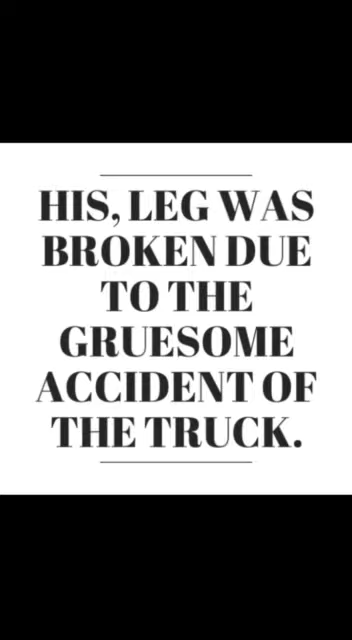 HIS, LEG WAS
BROKEN DUE
TO THE
GRUESOME
ACCIDENT OF
THE TRUCK.